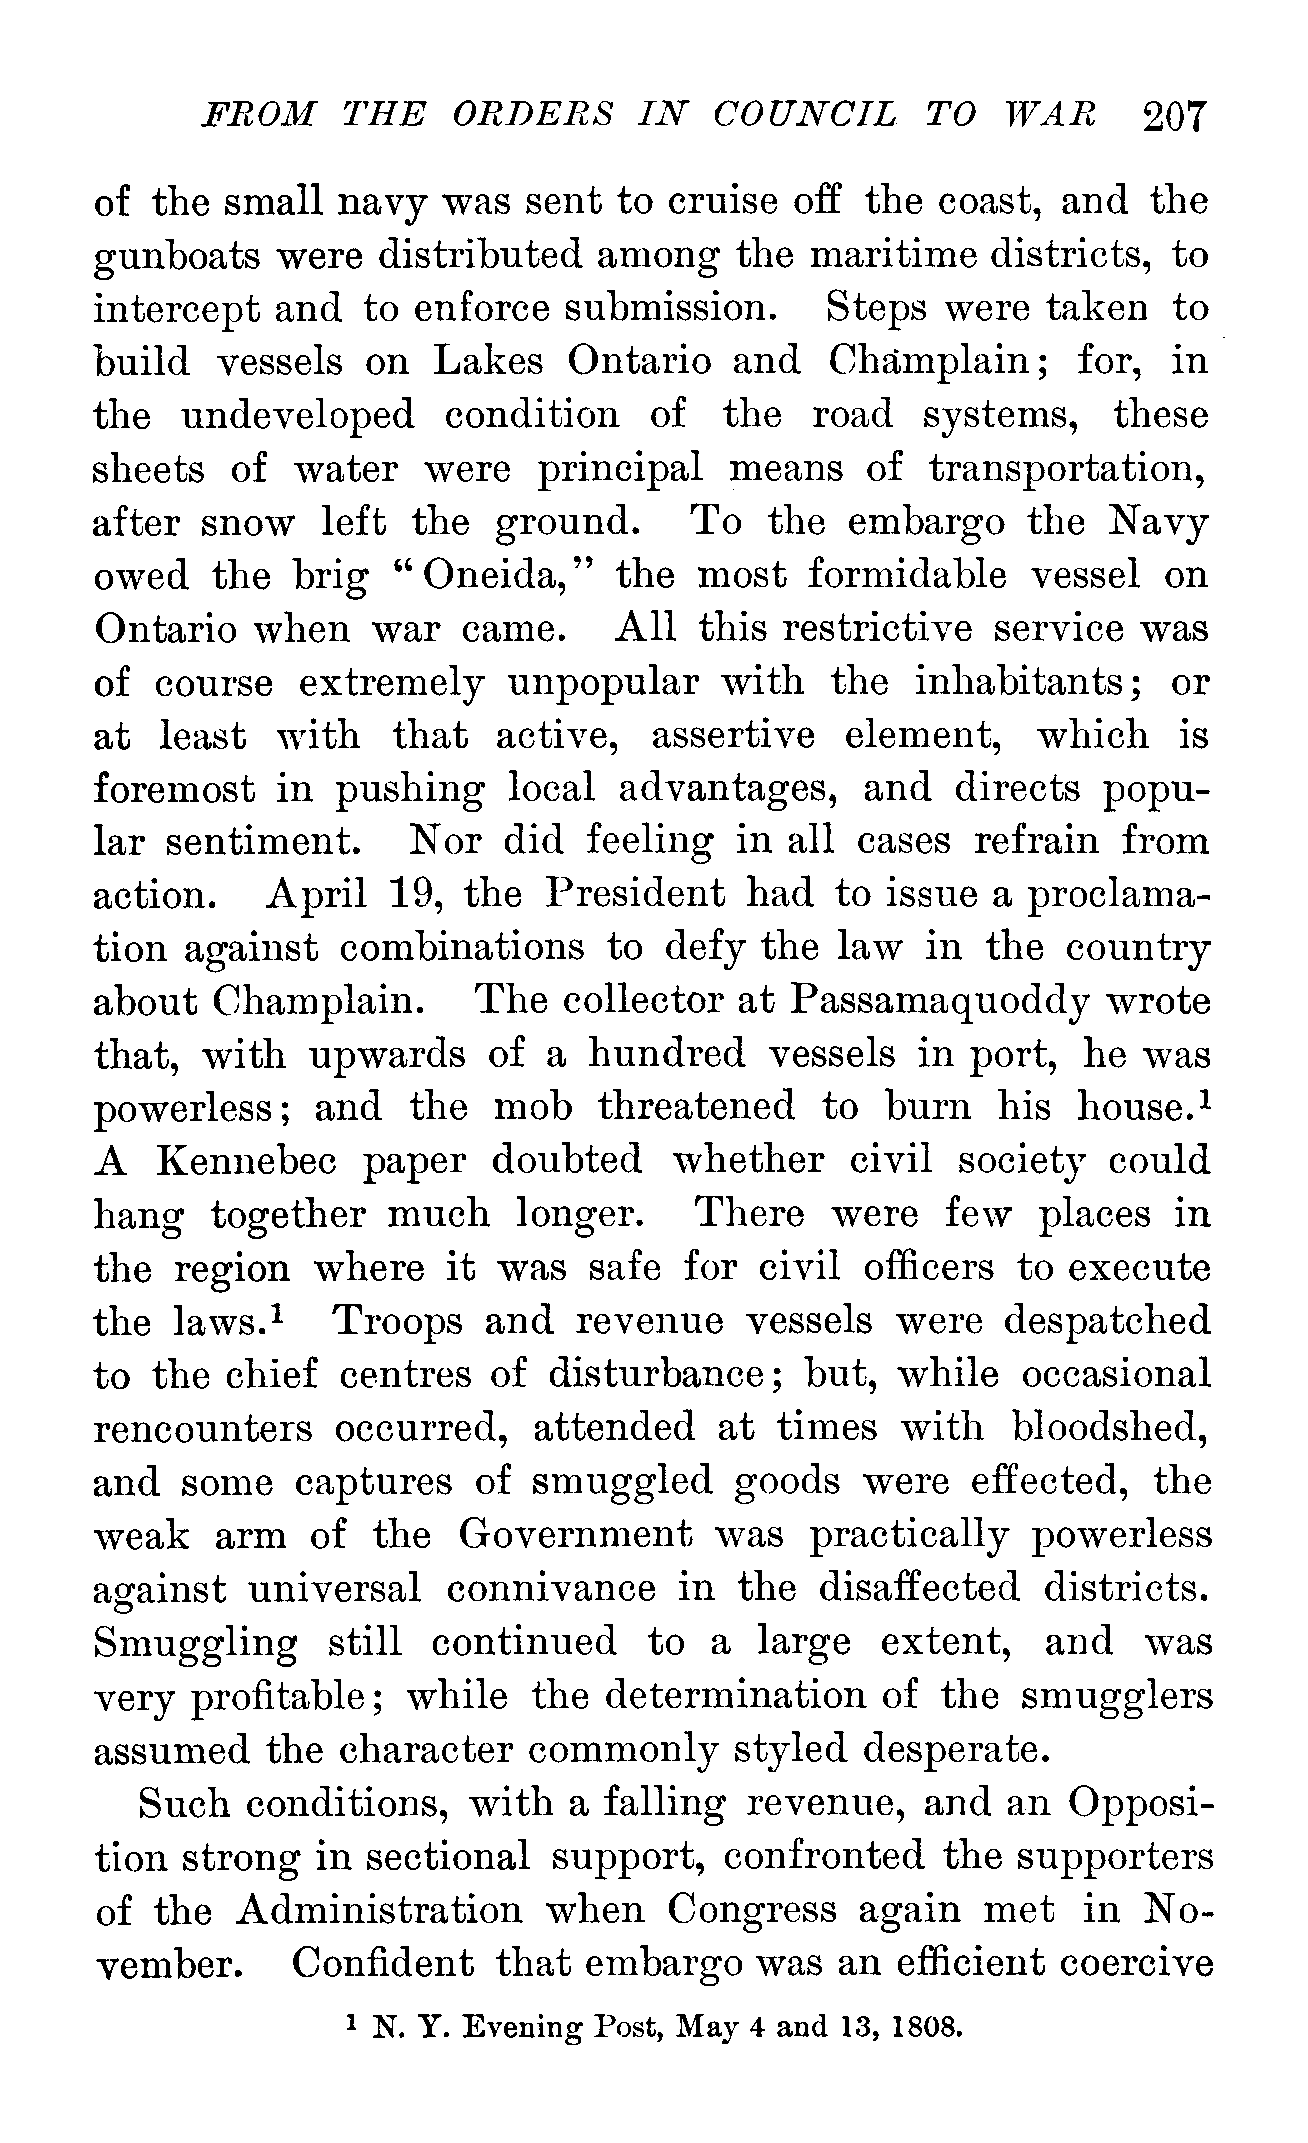 FROM THE ORDERS IN COUNCIL TO WAR 207
of the small navy was sent to cruise off the coast, and the
gunboats were distributed among the maritime districts, to
intercept and to enforce submission. Steps were taken to
build vessels on Lakes Ontario and Champlain; for, in
the undeveloped condition of the road systems, these
sheets of water were principal means of transportation,
after snow left the ground. To the embargo the Navy
owed the brig “Oneida,” the most formidable vessel on
Ontario when war came. All this restrictive service was
of course extremely unpopular with the inhabitants; or
at least with that active, assertive element, which is
foremost in pushing local advantages, and directs popu-
lar sentiment. Nor did feeling in all cases refrain from
action. April 19, the President had to issue a proclama-
tion against combinations to defy the law in the country
about Champlain. The collector at Passamaquoddy wrote
that, with upwards of a hundred vessels in port, he was
powerless; and the mob threatened to burn his house.¹
A Kennebec paper doubted whether civil society could
hang together much longer. There were few places in
the region where it was safe for civil officers to execute
the laws.¹ Troops and revenue vessels were despatched
to the chief centres of disturbance; but, while occasional
rencounters occurred, attended at times with bloodshed,
and some captures of smuggled goods were effected, the
weak arm of the Government was practically powerless
against universal connivance in the disaffected districts.
Smuggling still continued to a large extent, and was
very profitable; while the determination of the smugglers
assumed the character commonly styled desperate.
Such conditions, with a falling revenue, and an Opposi-
tion strong in sectional support, confronted the supporters
of the Administration when Congress again met in No-
vember. Confident that embargo was an efficient coercive
¹ N. Y. Evening Post, May 4 and 13, 1808.